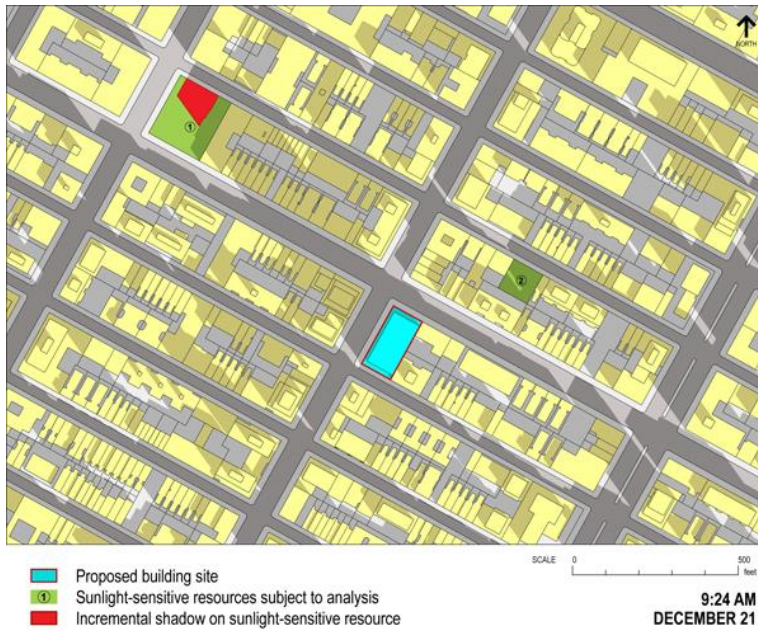 NORTH
①
②
SCALE 0 500
feet
Proposed building site
① Sunlight-sensitive resources subject to analysis
Incremental shadow on sunlight-sensitive resource
9:24 AM
DECEMBER 21